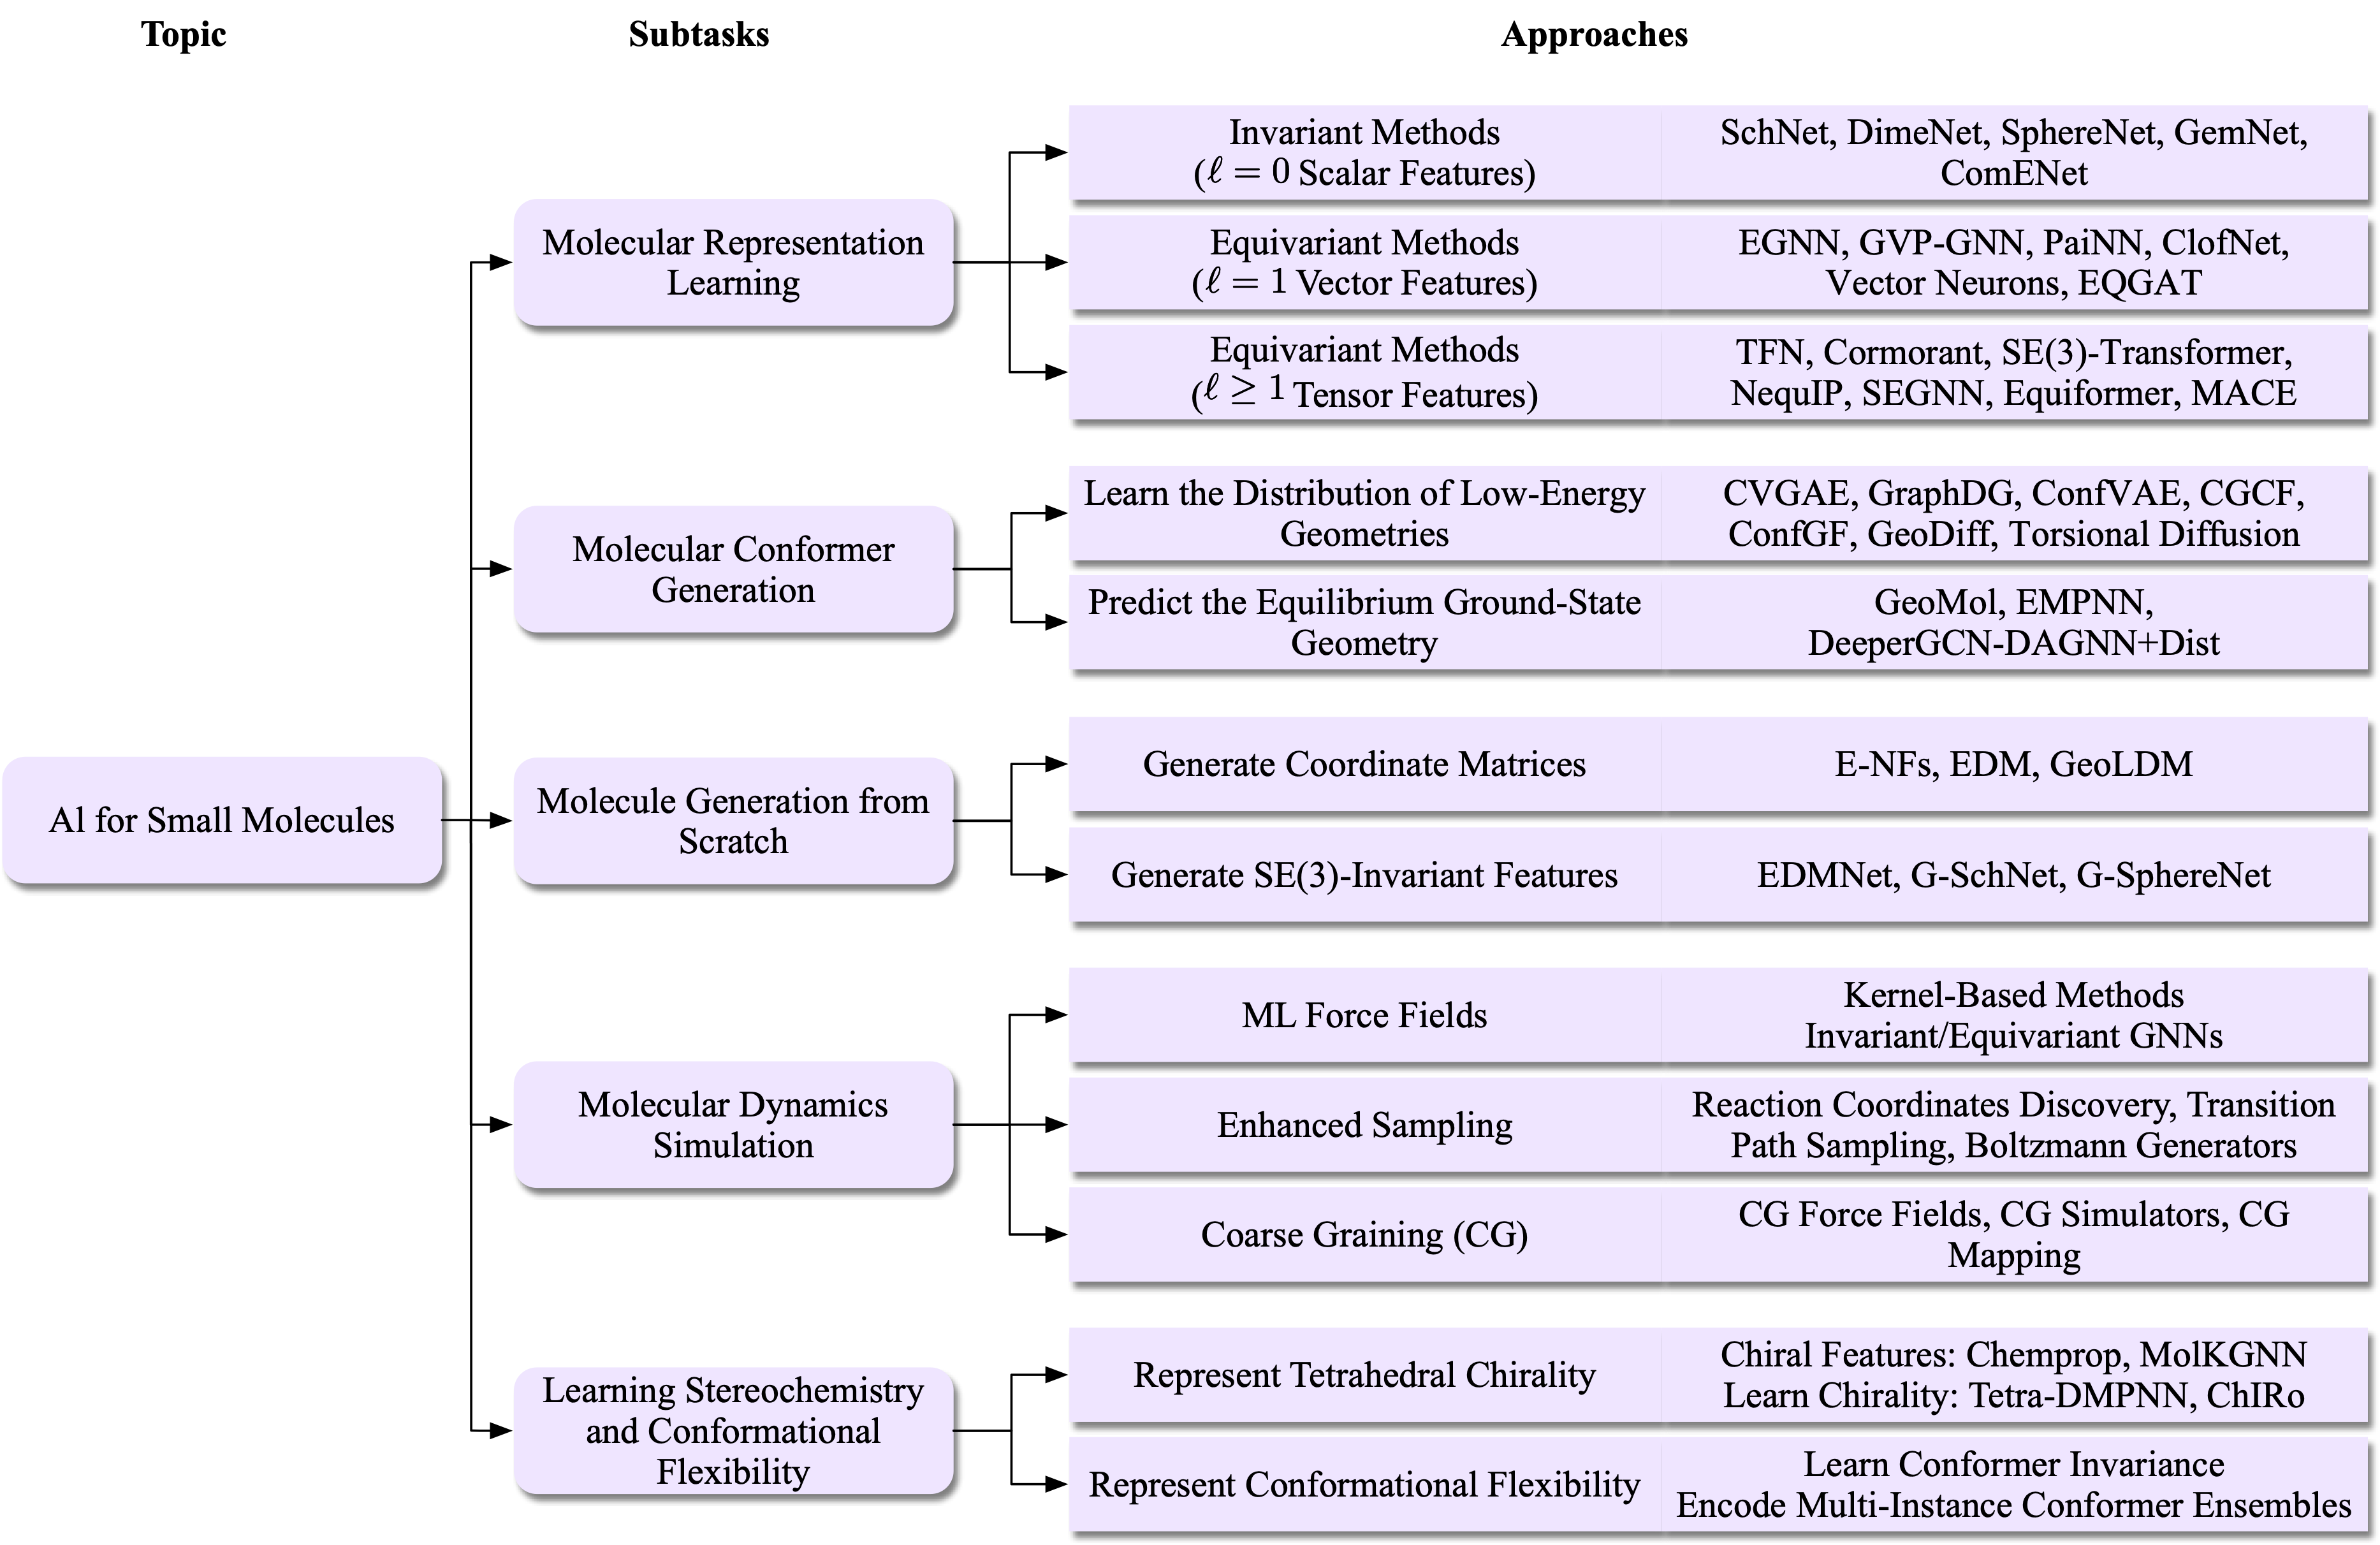 Topic
Subtasks
Approaches
AI for Small Molecules
Molecular Representation
Learning
Invariant Methods
(ℓ = 0 Scalar Features)
SchNet, DimeNet, SphereNet, GemNet,
ComENet
Equivariant Methods
(ℓ = 1 Vector Features)
EGNN, GVP-GNN, PaiNN, ClofNet,
Vector Neurons, EQGAT
Equivariant Methods
(ℓ ≥ 1 Tensor Features)
TFN, Cormorant, SE(3)-Transformer,
NequIP, SEGNN, Equiformer, MACE
Molecular Conformer
Generation
Learn the Distribution of Low-Energy
Geometries
CVGAE, GraphDG, ConfVAE, CGCF,
ConfGF, GeoDiff, Torsional Diffusion
Predict the Equilibrium Ground-State
Geometry
GeoMol, EMPNN,
DeeperGCN-DAGNN+Dist
Molecule Generation from
Scratch
Generate Coordinate Matrices
E-NFs, EDM, GeoLDM
Generate SE(3)-Invariant Features
EDMNet, G-SchNet, G-SphereNet
Molecular Dynamics
Simulation
ML Force Fields
Kernel-Based Methods
Invariant/Equivariant GNNs
Enhanced Sampling
Reaction Coordinates Discovery, Transition
Path Sampling, Boltzmann Generators
Coarse Graining (CG)
CG Force Fields, CG Simulators, CG
Mapping
Learning Stereochemistry
and Conformational
Flexibility
Represent Tetrahedral Chirality
Chiral Features: Chemprop, MolKGNN
Learn Chirality: Tetra-DMPNN, ChIRo
Represent Conformational Flexibility
Learn Conformer Invariance
Encode Multi-Instance Conformer Ensembles